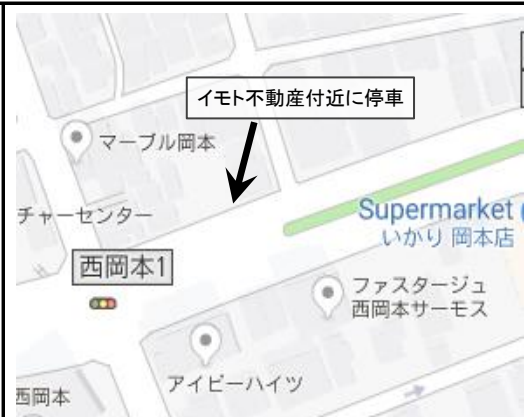 イモト不動産付近に停車
マーブル岡本
チャーセンター
Supermarket
いかり 岡本店
西岡本1
ファスタージュ
西岡本サーモス
アイビーハイツ
西岡本